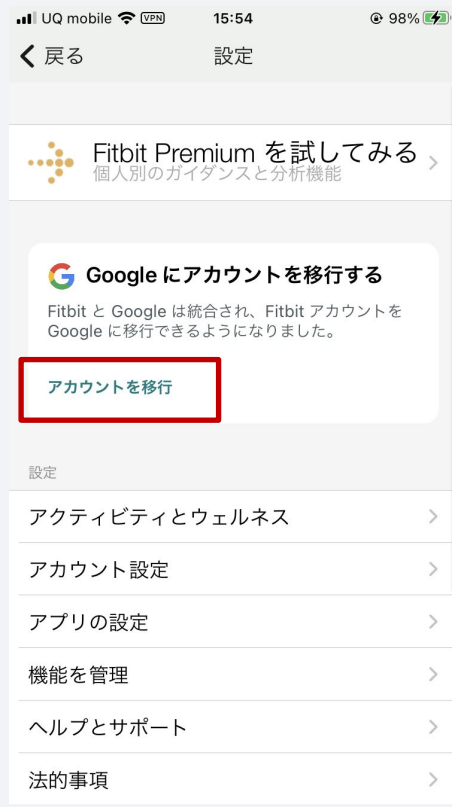 UQ mobile VPN 15:54 98%
戻る 設定
Fitbit Premium を試してみる
個人別のガイダンスと分析機能
Google にアカウントを移行する
Fitbit と Google は統合され、Fitbit アカウントを
Google に移行できるようになりました。
アカウントを移行
設定
アクティビティとウェルネス
アカウント設定
アプリの設定
機能を管理
ヘルプとサポート
法的事項